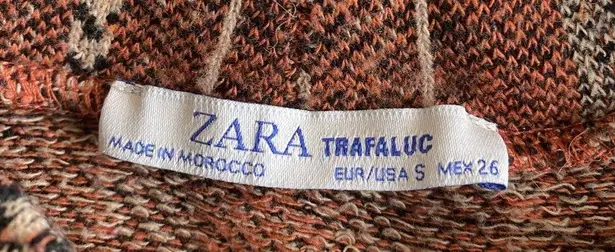 ZARA TRAFALUC
MADE IN MOROCCO EUR/USA S MEX 26